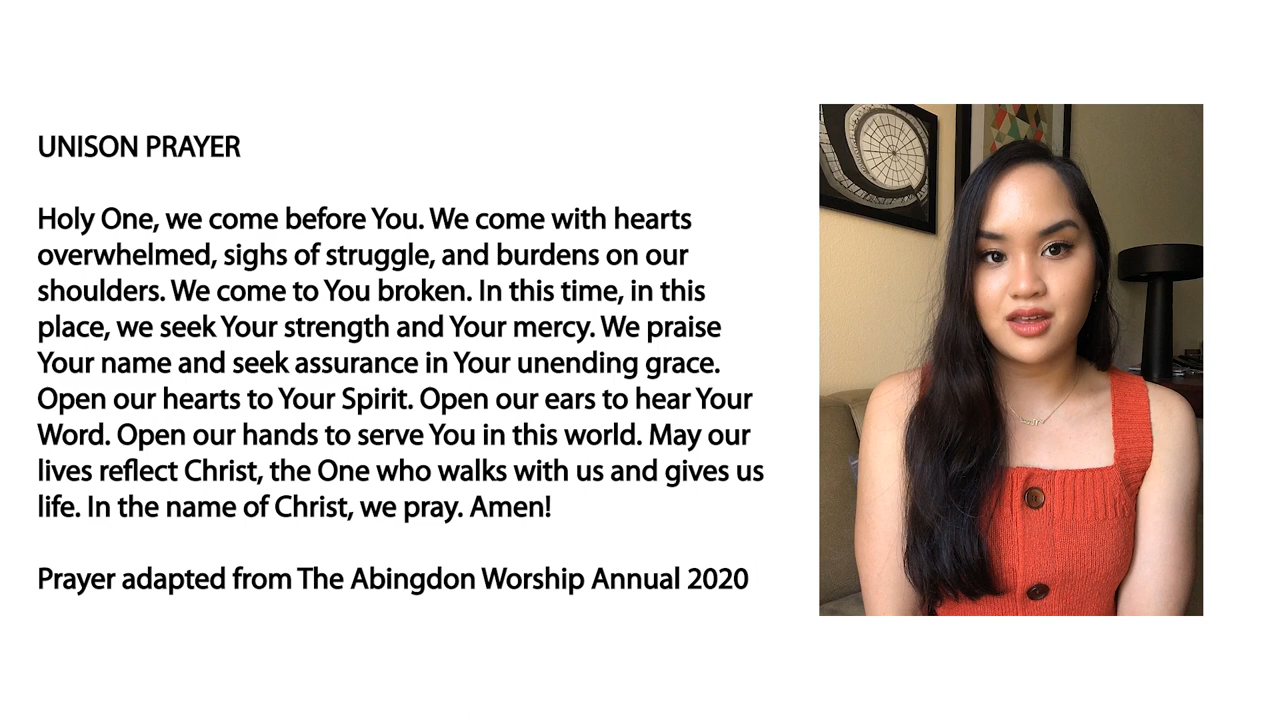 UNISON PRAYER
Holy One, we come before You. We come with hearts
overwhelmed, sighs of struggle, and burdens on our
shoulders. We come to You broken. In this time, in this
place, we seek Your strength and Your mercy. We praise
Your name and seek assurance in Your unending grace.
Open our hearts to Your Spirit. Open our ears to hear Your
Word. Open our hands to serve You in this world. May our
lives reflect Christ, the One who walks with us and gives us
life. In the name of Christ, we pray. Amen!
Prayer adapted from The Abingdon Worship Annual 2020